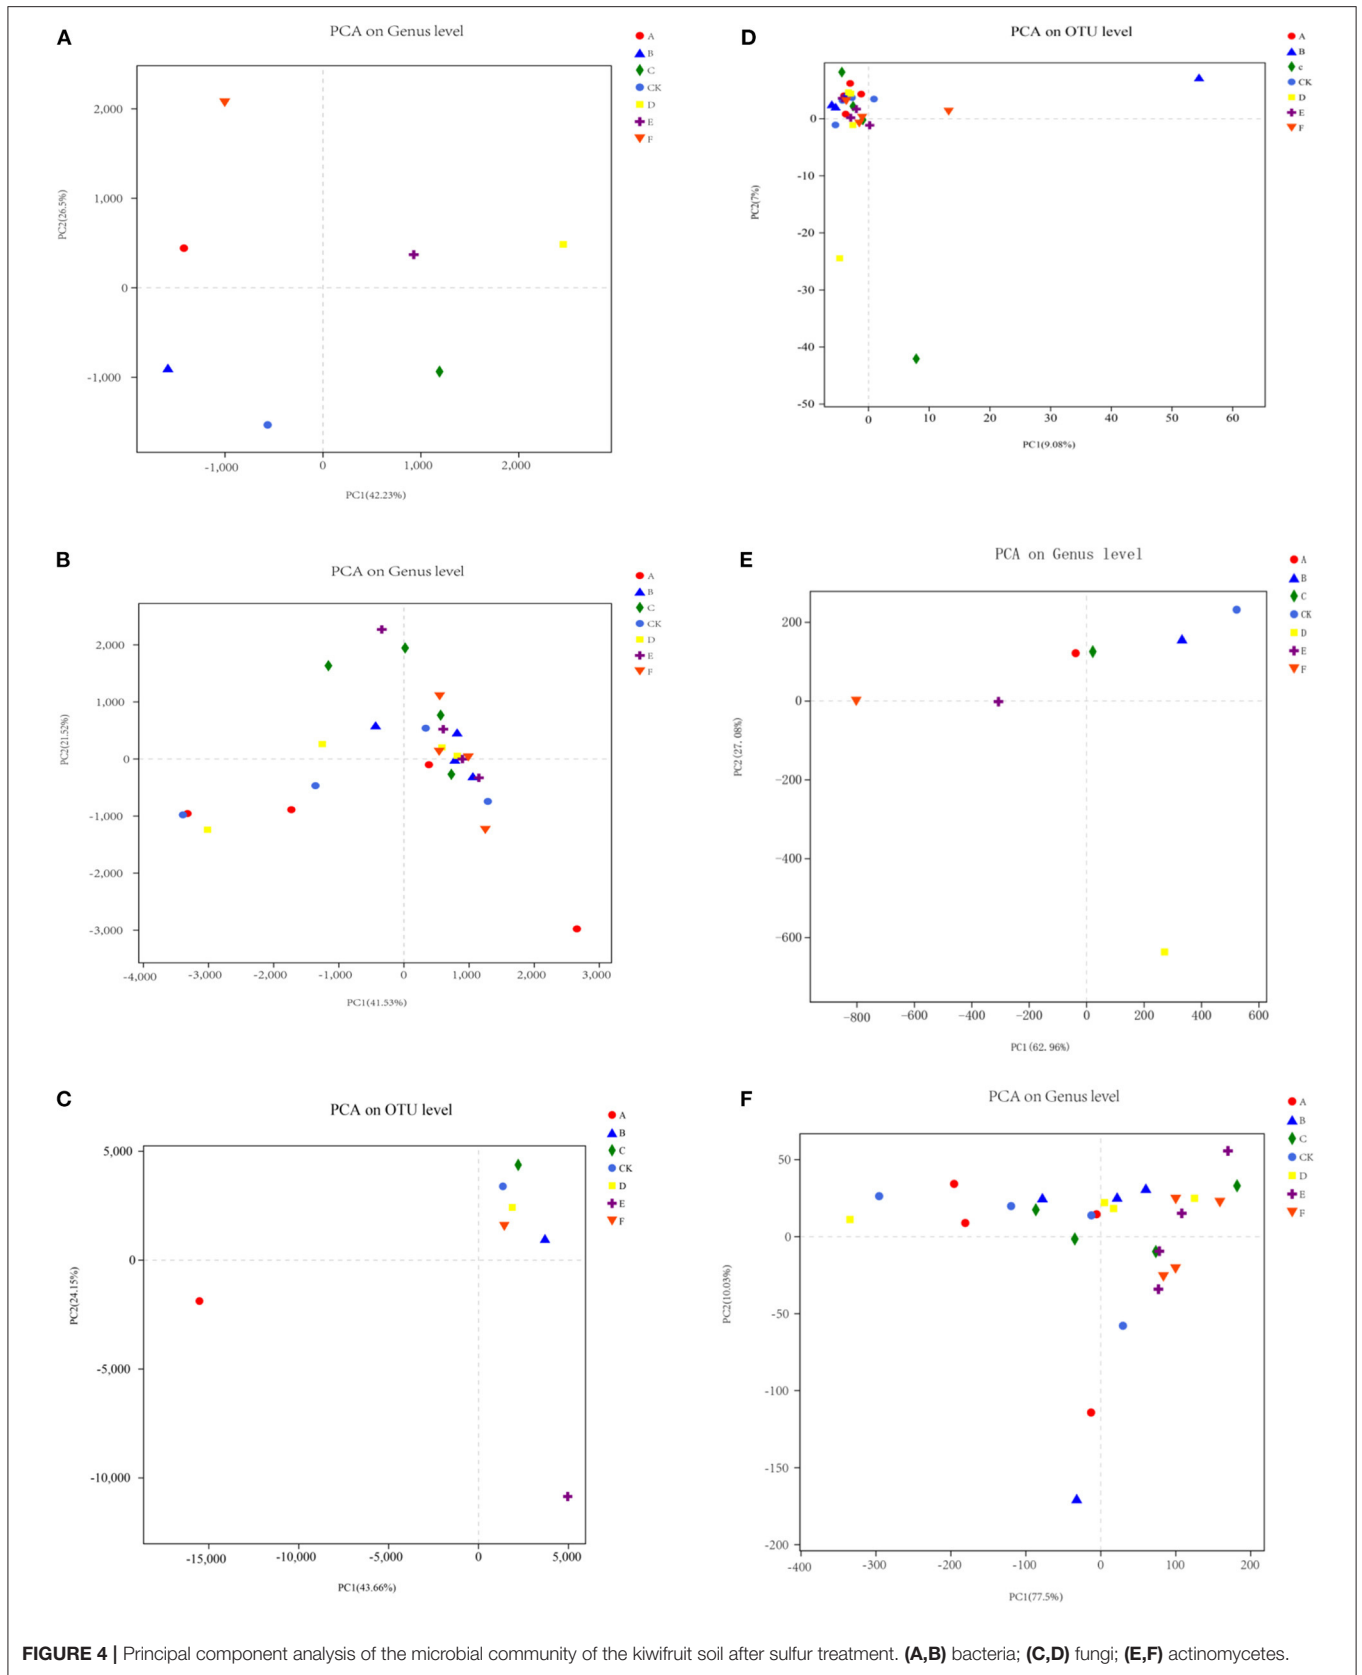 A
PCA on Genus level
A
B
C
CK
D
E
F
2,000
1,000
0
-1,000
PC2(26.5%)
-1,000
0
1,000
2,000
PC1(42.23%)
B
PCA on Genus level
A
B
C
CK
D
E
F
2,000
1,000
0
-1,000
-2,000
-3,000
PC2(21.52%)
-4,000
-3,000
-2,000
-1,000
0
1,000
2,000
3,000
PC1(41.53%)
C
PCA on OTU level
A
B
C
CK
D
E
F
5,000
0
-5,000
-10,000
PC2(24.15%)
-15,000
-10,000
-5,000
0
5,000
PC1(43.66%)
D
PCA on OTU level
A
B
c
CK
D
E
F
0
-10
-20
-30
-40
-50
PC2(7%)
0
10
20
30
40
50
60
PC1(9.08%)
E
PCA on Genus level
A
B
C
CK
D
E
F
200
0
-200
-400
-600
PC2(27.08%)
-800
-600
-400
-200
0
200
400
600
PC1(62.96%)
F
PCA on Genus level
A
B
C
CK
D
E
F
50
0
-50
-100
-150
-200
PC2(10.03%)
-400
-300
-200
-100
0
100
200
PC1(77.5%)
FIGURE 4 | Principal component analysis of the microbial community of the kiwifruit soil after sulfur treatment. (A,B) bacteria; (C,D) fungi; (E,F) actinomycetes.